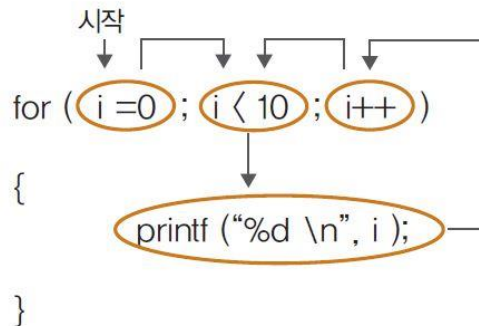 시작
for ( i =0 ; i < 10 ; i++ )
{
printf (“%d \n”, i );
}